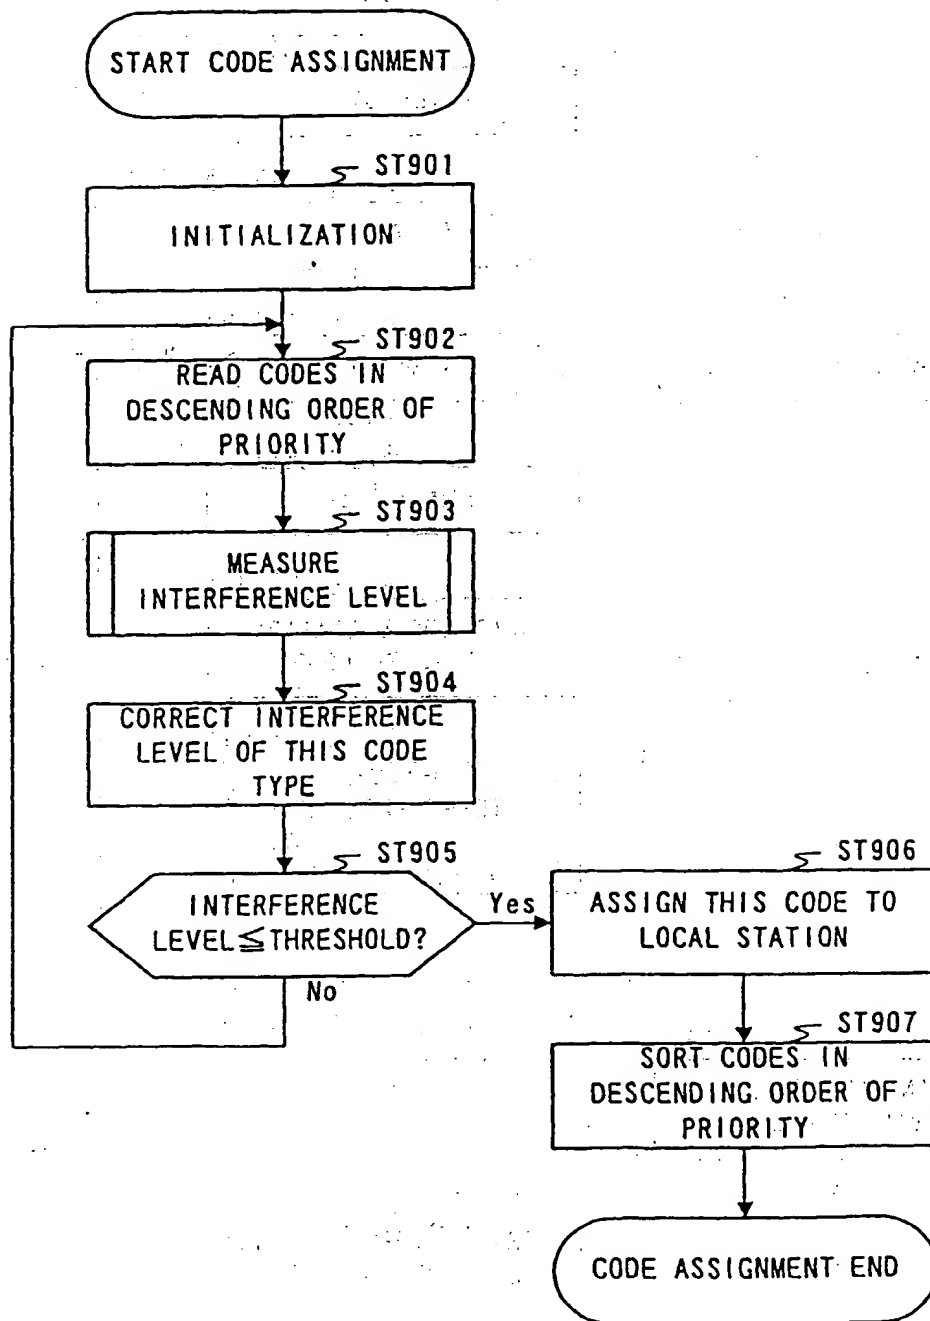 START CODE ASSIGNMENT
ST901
INITIALIZATION
ST902
READ CODES IN
DESCENDING ORDER OF
PRIORITY
ST903
MEASURE
INTERFERENCE LEVEL
ST904
CORRECT INTERFERENCE
LEVEL OF THIS CODE
TYPE
ST905
INTERFERENCE
LEVEL≦THRESHOLD?
Yes
No
ST906
ASSIGN THIS CODE TO
LOCAL STATION
ST907
SORT CODES IN
DESCENDING ORDER OF
PRIORITY
CODE ASSIGNMENT END